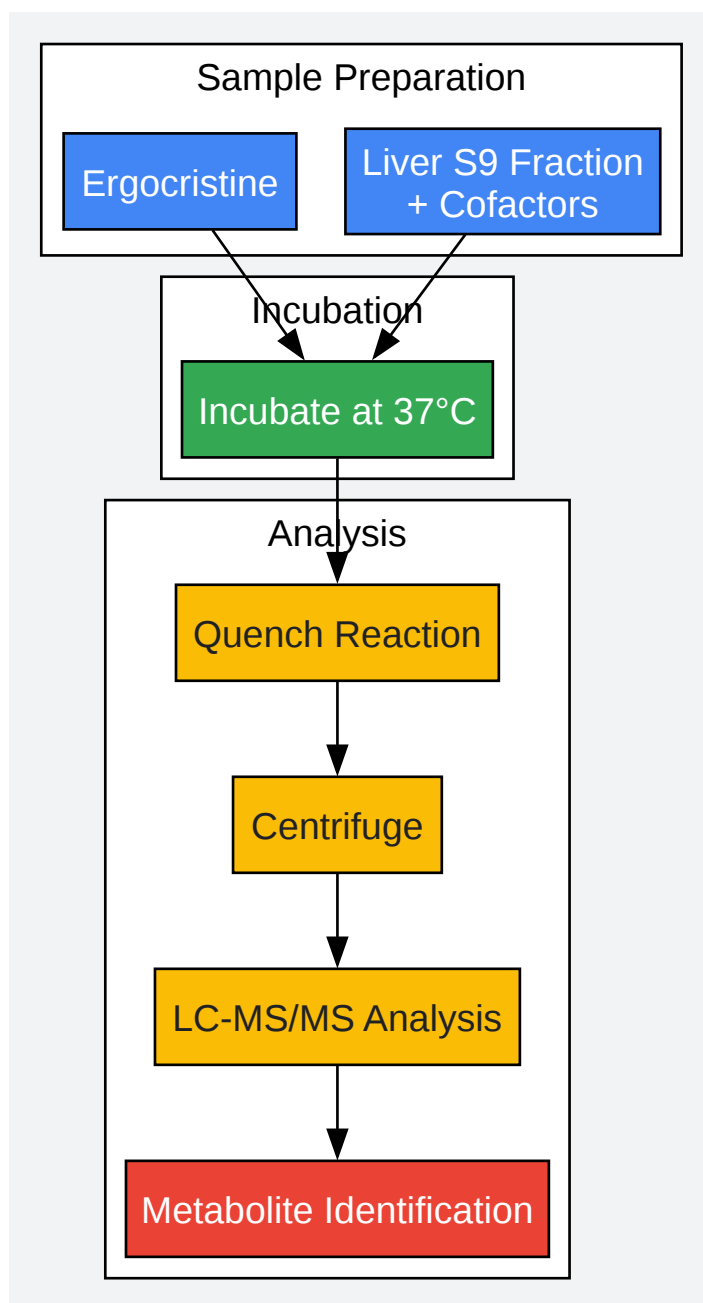 Sample Preparation
Ergocristine
Liver S9 Fraction
+ Cofactors
Incubation
Incubate at 37°C
Analysis
Quench Reaction
Centrifuge
LC-MS/MS Analysis
Metabolite Identification